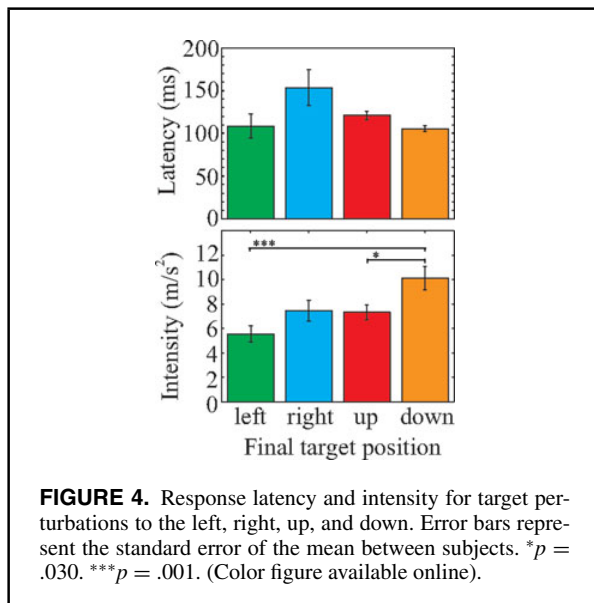 200
150
100
50
0
Latency (ms)
***
*
12
10
8
6
4
2
0
Intensity (m/s²)
left right up down
Final target position
FIGURE 4. Response latency and intensity for target per-
turbations to the left, right, up, and down. Error bars repre-
sent the standard error of the mean between subjects. *p =
.030. ***p = .001. (Color figure available online).